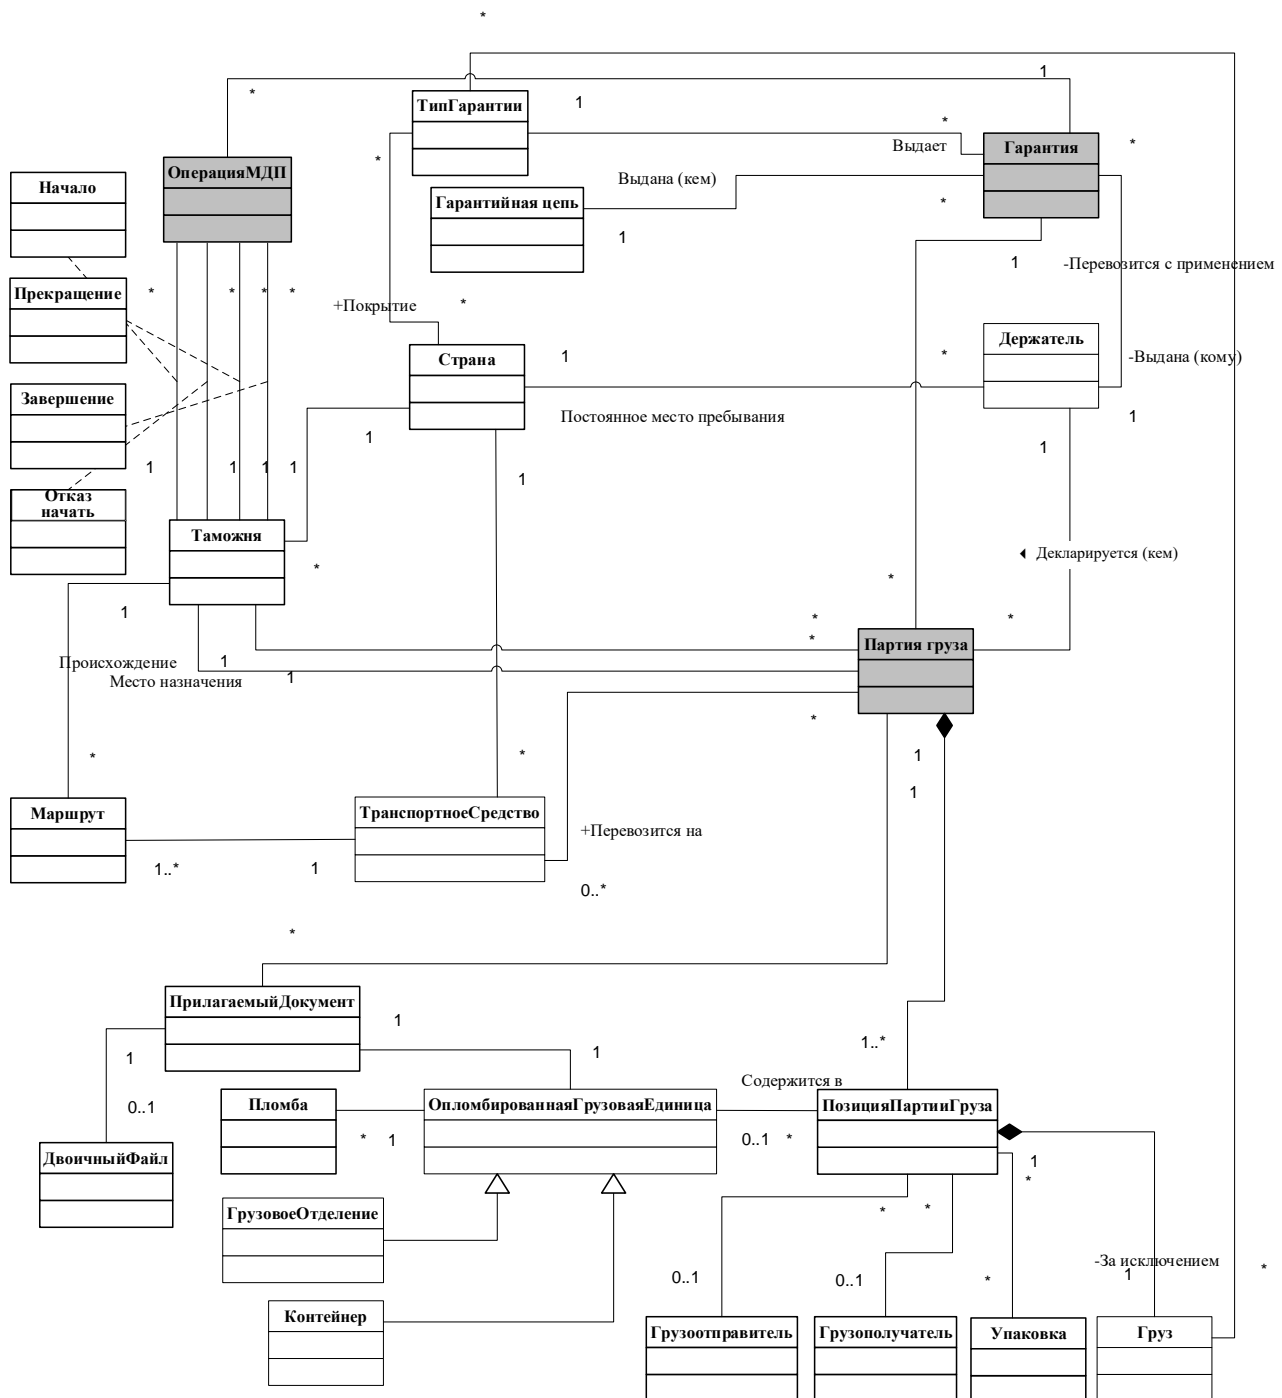 *
1
*
ТипГарантии
1
*
Выдает
Гарантия
*
*
ОперацияМДП
Начало
Выдана (кем)
Гарантийная цепь
*
1
1
-Перевозится с применением
Прекращение
*
*
*
*
+Покрытие
*
Держатель
Страна
1
*
-Выдана (кому)
Завершение
Постоянное место пребывания
1
1
1
1
1
1
1
1
Отказ
начать
Таможня
Декларируется (кем)
*
*
1
*
*
*
Партия груза
Происхождение
1
Место назначения
1
*
*
*
1
1
Маршрут
ТранспортноеСредство
+Перевозится на
1..*
1
0..*
*
ПрилагаемыйДокумент
1
1
1
1..*
Содержится в
0..1
Пломба
ОпломбированнаяГрузоваяЕдиница
ПозицияПартииГруза
*
1
0..1
*
ДвоичныйФайл
1
*
ГрузовоеОтделение
*
*
-За исключением
*
0..1
0..1
*
1
Контейнер
Грузоотправитель
Грузополучатель
Упаковка
Груз